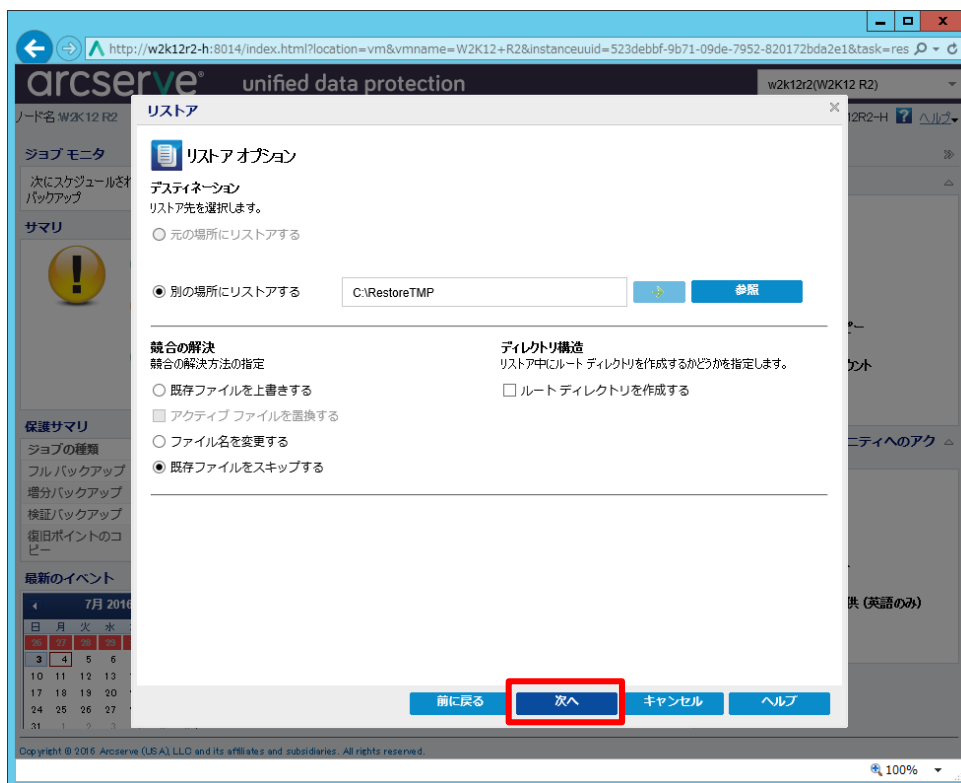 http://w2k12r2-h:8014/index.html?location=vm&vmname=W2K12+R2&instanceuuid=523debbf-9b71-09de-7952-820172bda2e1&task=res
arcserve® unified data protection
w2k12r2(W2K12 R2)
ノード名:W2K12 R2
12R2-H ? ヘルプ
リストア
ジョブ モニタ
次にスケジュールされ
バックアップ
サマリ
リストア オプション
デスティネーション
リストア先を選択します。
元の場所にリストアする
別の場所にリストアする
C:\RestoreTMP
参照
競合の解決
競合の解決方法の指定
既存ファイルを上書きする
アクティブ ファイルを置換する
ファイル名を変更する
既存ファイルをスキップする
ディレクトリ構造
リストア中にルート ディレクトリを作成するかどうかを指定します。
ルート ディレクトリを作成する
ピー
ウント
ニティへのアク
供 (英語のみ)
保護サマリ
ジョブの種類
フル バックアップ
増分バックアップ
検証バックアップ
復旧ポイントのコ
ピー
最新のイベント
7月 2016
日 月 火 水
26 27 28 29
3 4 5 6
10 11 12 13
17 18 19 20
24 25 26 27
31 1 2 3
前に戻る
次へ
キャンセル
ヘルプ
Copyright © 2016 Arcserve (USA), LLC and its affiliates and subsidiaries. All rights reserved.
100%